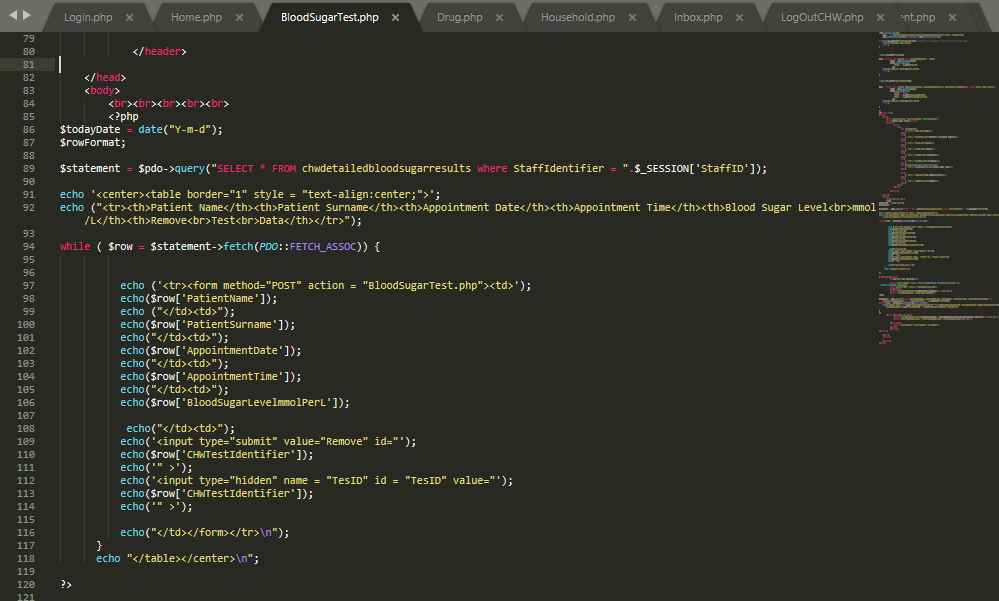 Login.php × Home.php × BloodSugarTest.php × Drug.php × Household.php × Inbox.php × LogOutCHW.php × nt.php ×
79
80 </header>
81
82 </head>
83 <body>
84 <br><br><br><br><br>
85 <?php
86 $todayDate = date("Y-m-d");
87 $rowFormat;
88
89 $statement = $pdo->query("SELECT * FROM chwdetailedbloodsugarresults where StaffIdentifier = ".$_SESSION['StaffID']);
90
91 echo '<center><table border="1" style = "text-align:center;">';
92 echo ("<tr><th>Patient Name</th><th>Patient Surname</th><th>Appointment Date</th><th>Appointment Time</th><th>Blood Sugar Level<br>mmol
/L</th><th>Remove<br>Test<br>Data</th></tr>");
93
94 while ( $row = $statement->fetch(PDO::FETCH_ASSOC)) {
95
96
97 echo ('<tr><form method="POST" action = "BloodSugarTest.php"><td>');
98 echo($row['PatientName']);
99 echo ("</td><td>");
100 echo($row['PatientSurname']);
101 echo("</td><td>");
102 echo($row['AppointmentDate']);
103 echo("</td><td>");
104 echo($row['AppointmentTime']);
105 echo("</td><td>");
106 echo($row['BloodSugarLevelmmolPerL']);
107
108 echo("</td><td>");
109 echo('<input type="submit" value="Remove" id="');
110 echo($row['CHWTestIdentifier']);
111 echo('" >');
112 echo('<input type="hidden" name = "TesID" id = "TesID" value="');
113 echo($row['CHWTestIdentifier']);
114 echo('" >');
115
116 echo("</td></form></tr>\n");
117 }
118 echo "</table></center>\n";
119
120 ?>
121